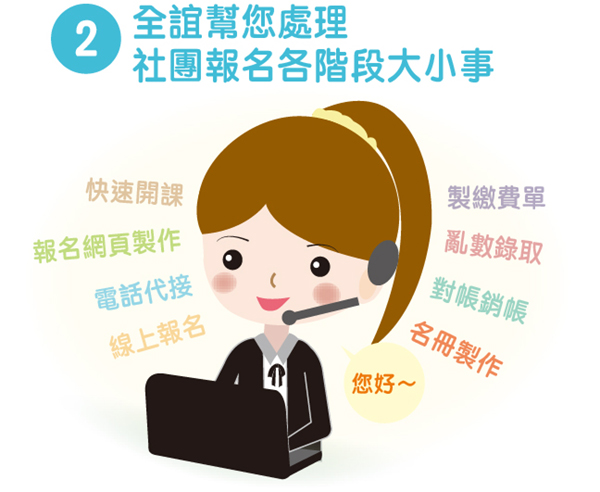 2
全誼幫您處理
社團報名各階段大小事
快速開課
報名網頁製作
電話代接
線上報名
製繳費單
亂數錄取
對帳銷帳
名冊製作
您好～